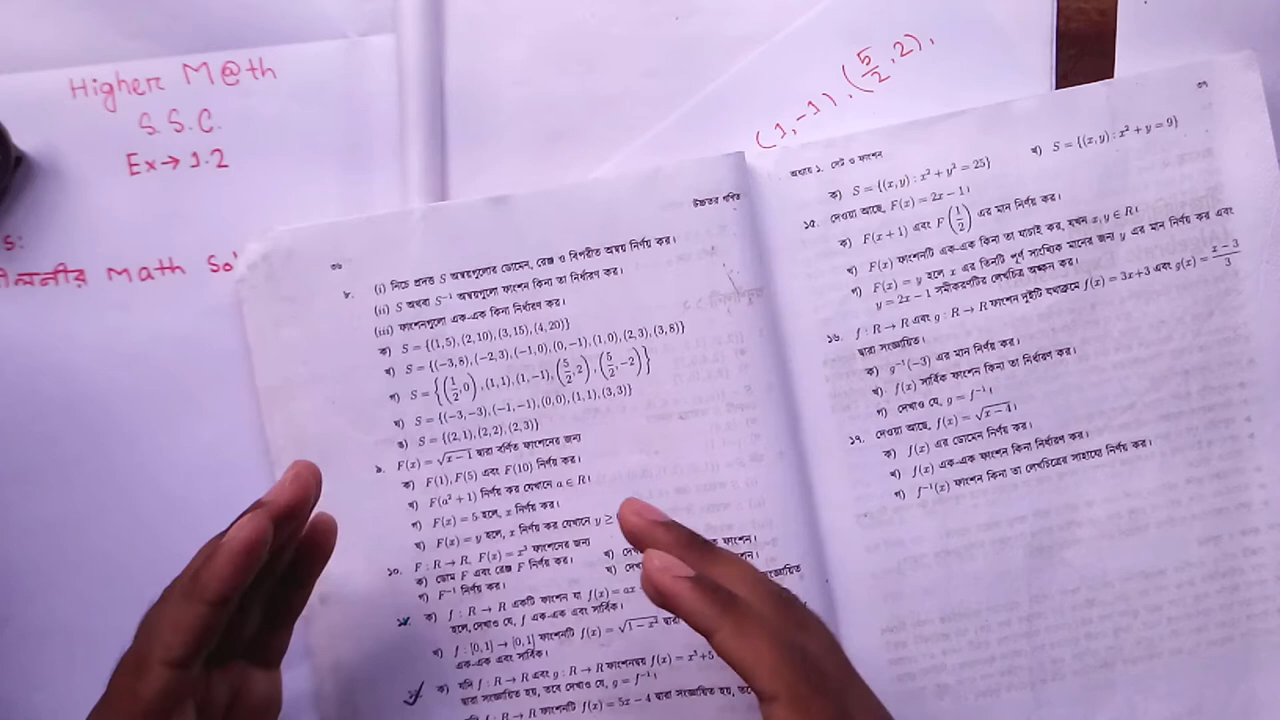 Higher M@th
S.S.C.
Ex→1.2
S:
Math So
(1,-1), (5/2, 2),
৩৬
উচ্চতর গণিত
৮. (i) নিচে প্রদত্ত S অন্বয়গুলোর ডোমেন, রেঞ্জ ও বিপরীত অন্বয় নির্ণয় কর।
(ii) S অথবা S⁻¹ অন্বয়গুলো ফাংশন কিনা তা নির্ধারণ কর।
(iii) ফাংশনগুলো এক-এক কিনা নির্ধারণ কর।
ক) S = {(1,5), (2,10), (3,15), (4,20)}
খ) S = {(-3,8), (-2,3), (-1,0), (0,-1), (1,0), (2,3), (3,8)}
গ) S = {(1/2, 0), (1,1), (1,-1), (5/2, 2), (5/2, -2)}
ঘ) S = {(-3,-3), (-1,-1), (0,0), (1,1), (3,3)}
ঙ) S = {(2,1), (2,2), (2,3)}
৯. F(x) = √(x-1) দ্বারা বর্ণিত ফাংশনের জন্য
ক) F(1), F(5) এবং F(10) নির্ণয় কর।
খ) F(a² + 1) নির্ণয় কর যেখানে a ∈ R।
গ) F(x) = 5 হলে, x নির্ণয় কর।
ঘ) F(x) = y হলে, x নির্ণয় কর যেখানে y ≥
১০. F : R → R, F(x) = x³ ফাংশনের জন্য
ক) ডোম F এবং রেঞ্জ F নির্ণয় কর। খ) ফাংশন।
গ) F⁻¹ নির্ণয় কর। ঘ)
ক) f : R → R একটি ফাংশন যা f(x) = ax
হলে, দেখাও যে, f এক-এক এবং সার্বিক।
খ) f : [0,1] → [0,1] ফাংশনটি f(x) = √(1-x²) দ্বারা
এক-এক এবং সার্বিক।
ক) যদি f : R → R এবং g : R → R ফাংশনদ্বয় f(x) = x³+5
দ্বারা সংজ্ঞায়িত হয়, তবে দেখাও যে, g = f⁻¹।
যদি f : R → R ফাংশনটি f(x) = 5x - 4 দ্বারা সংজ্ঞায়িত হয়, তবে
অধ্যায় ১. সেট ও ফাংশন
৩৭
ক) S = {(x,y) : x² + y² = 25} খ) S = {(x,y) : x² + y = 9}
১৫. দেওয়া আছে, F(x) = 2x - 1।
ক) F(x+1) এবং F(1/2) এর মান নির্ণয় কর।
খ) F(x) ফাংশনটি এক-এক কিনা তা যাচাই কর, যখন x, y ∈ R।
গ) F(x) = y হলে x এর তিনটি পূর্ণ সাংখ্যিক মানের জন্য y এর মান নির্ণয় কর এবং
y = 2x - 1 সমীকরণটির লেখচিত্র অঙ্কন কর।
১৬. f : R → R এবং g : R → R ফাংশন দুইটি যথাক্রমে f(x) = 3x+3 এবং g(x) = (x-3)/3
দ্বারা সংজ্ঞায়িত।
ক) g⁻¹(-3) এর মান নির্ণয় কর।
খ) f(x) সার্বিক ফাংশন কিনা তা নির্ধারণ কর।
গ) দেখাও যে, g = f⁻¹।
১৭. দেওয়া আছে, f(x) = √(x-4)।
ক) f(x) এর ডোমেন নির্ণয় কর।
খ) f(x) এক-এক ফাংশন কিনা নির্ধারণ কর।
গ) f⁻¹(x) ফাংশন কিনা তা লেখচিত্রের সাহায্যে নির্ণয় কর।